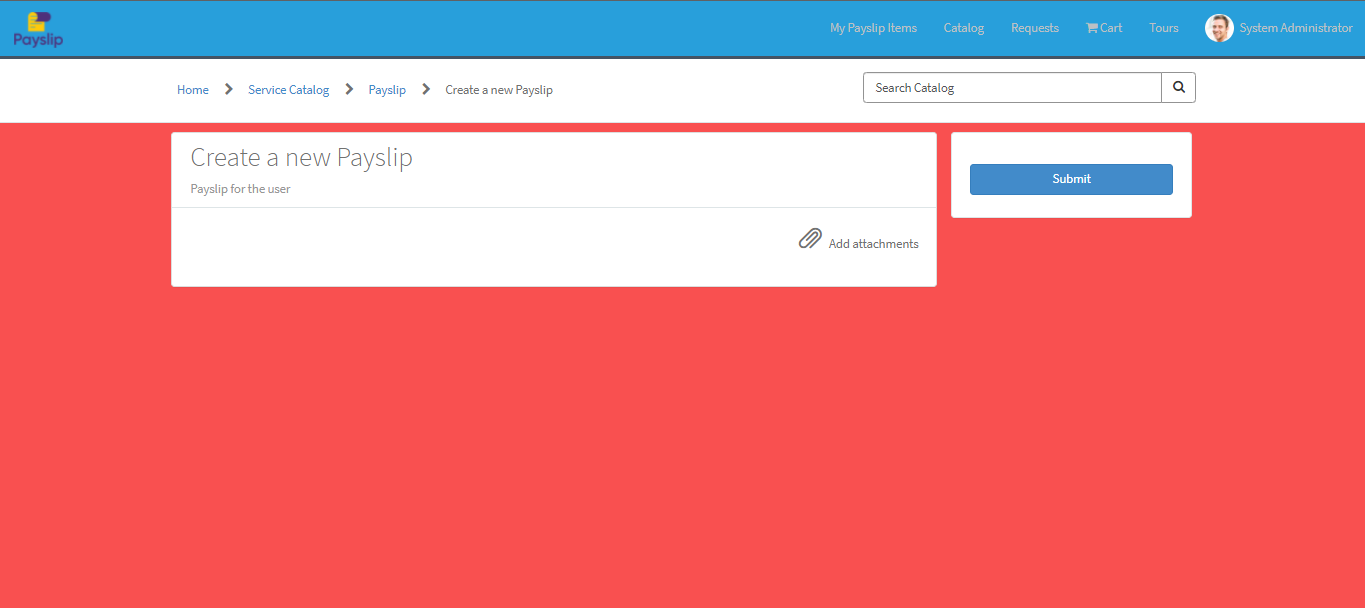 Payslip
My Payslip Items Catalog Requests Cart Tours System Administrator
Home Service Catalog Payslip Create a new Payslip
Search Catalog
Create a new Payslip
Payslip for the user
Add attachments
Submit